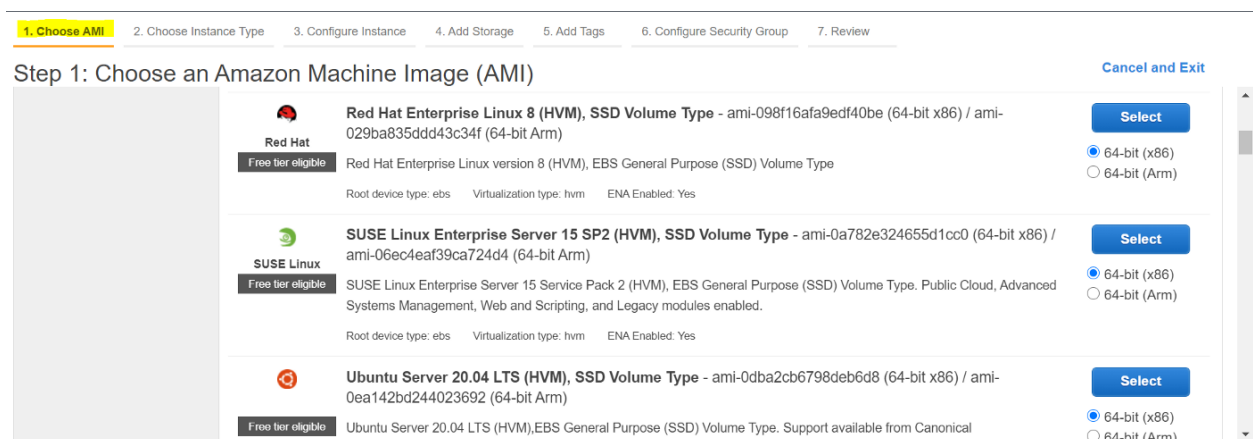 1. Choose AMI 2. Choose Instance Type 3. Configure Instance 4. Add Storage 5. Add Tags 6. Configure Security Group 7. Review
Step 1: Choose an Amazon Machine Image (AMI)
Cancel and Exit
Red Hat
Free tier eligible
Red Hat Enterprise Linux 8 (HVM), SSD Volume Type - ami-098f16afa9edf40be (64-bit x86) / ami-
029ba835ddd43c34f (64-bit Arm)
Red Hat Enterprise Linux version 8 (HVM), EBS General Purpose (SSD) Volume Type
Root device type: ebs Virtualization type: hvm ENA Enabled: Yes
Select
64-bit (x86)
64-bit (Arm)
SUSE Linux
Free tier eligible
SUSE Linux Enterprise Server 15 SP2 (HVM), SSD Volume Type - ami-0a782e324655d1cc0 (64-bit x86) /
ami-06ec4eaf39ca724d4 (64-bit Arm)
SUSE Linux Enterprise Server 15 Service Pack 2 (HVM), EBS General Purpose (SSD) Volume Type. Public Cloud, Advanced
Systems Management, Web and Scripting, and Legacy modules enabled.
Root device type: ebs Virtualization type: hvm ENA Enabled: Yes
Select
64-bit (x86)
64-bit (Arm)
Free tier eligible
Ubuntu Server 20.04 LTS (HVM), SSD Volume Type - ami-0dba2cb6798deb6d8 (64-bit x86) / ami-
0ea142bd244023692 (64-bit Arm)
Ubuntu Server 20.04 LTS (HVM),EBS General Purpose (SSD) Volume Type. Support available from Canonical
Select
64-bit (x86)
64-bit (Arm)